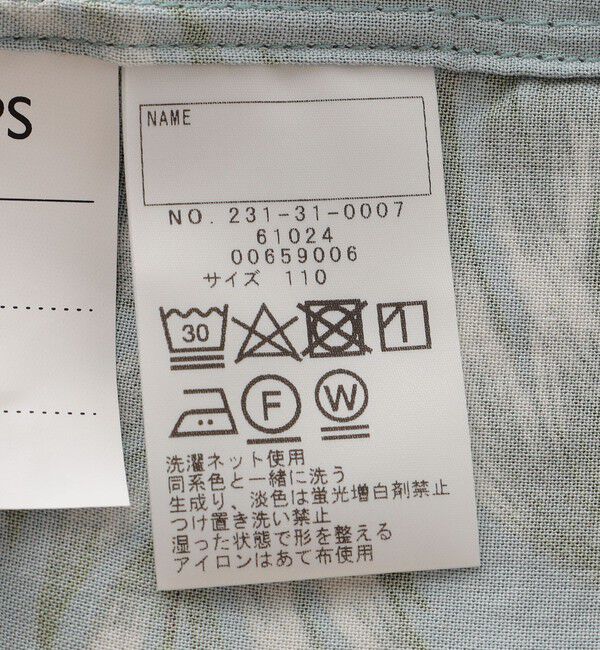 PS
NAME
NO. 231-31-0007
61024
00659006
サイズ 110
30
F W
洗濯ネット使用
同系色と一緒に洗う
生成り、淡色は蛍光増白剤禁止
つけ置き洗い禁止
湿った状態で形を整える
アイロンはあて布使用